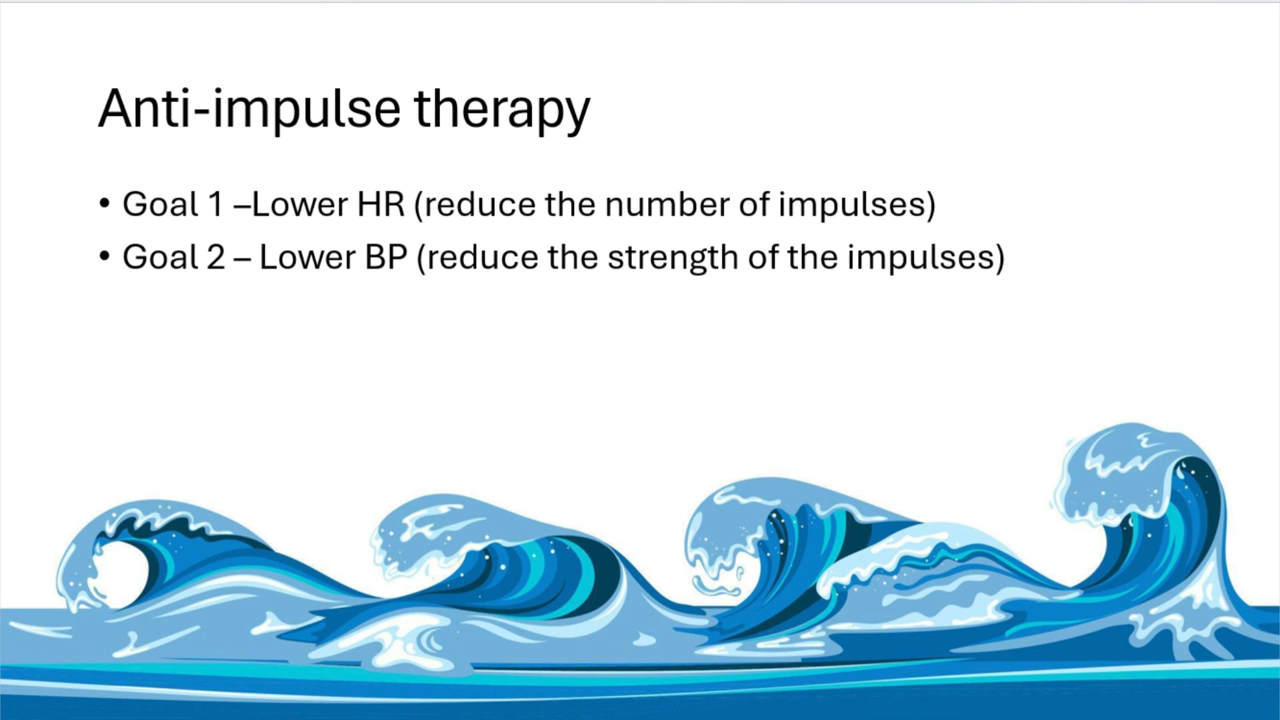 Anti-impulse therapy
• Goal 1 –Lower HR (reduce the number of impulses)
• Goal 2 – Lower BP (reduce the strength of the impulses)